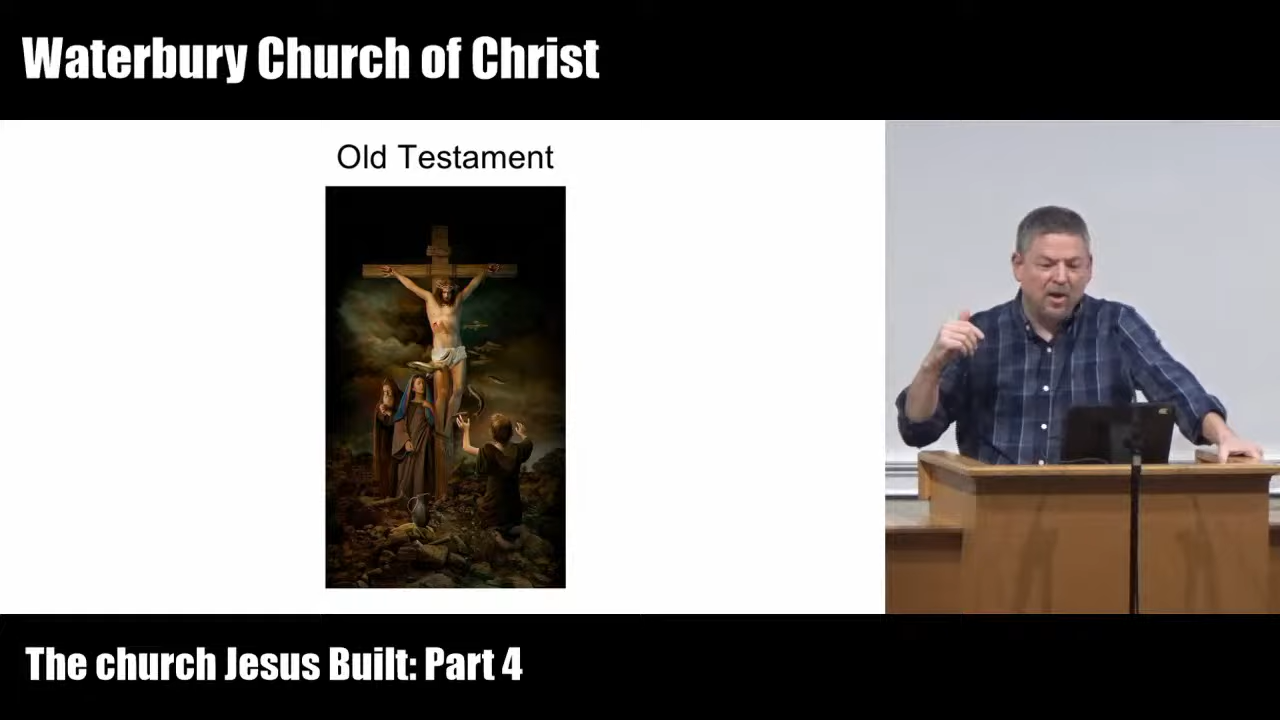 Waterbury Church of Christ
Old Testament
The church Jesus Built: Part 4